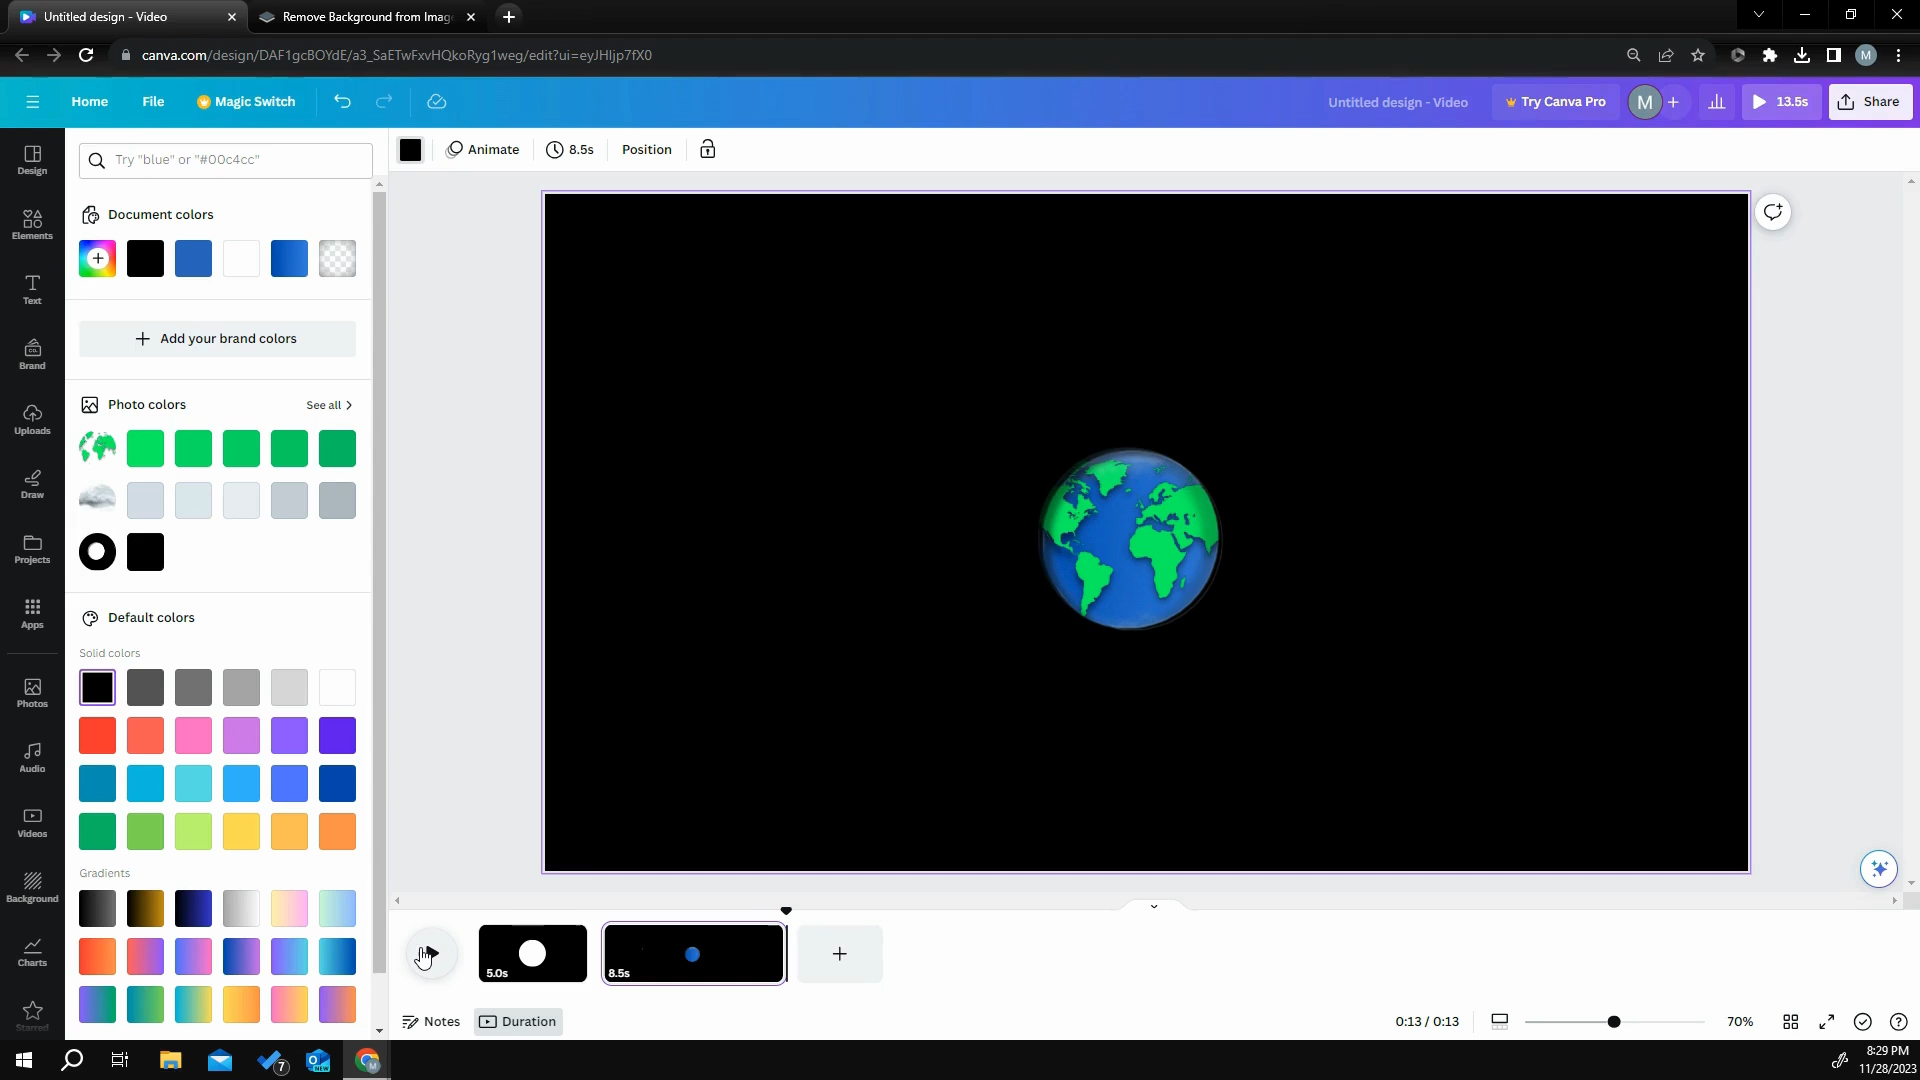 Untitled design - Video
Remove Background from Imag
canva.com/design/DAF1gcBOYdE/a3_SaETwFxvHQkoRyg1weg/edit?ui=eyJHIjp7fX0
M
Home
File
Magic Switch
Untitled design - Video
Try Canva Pro
M
13.5s
Share
Design
Elements
Text
Brand
Uploads
Draw
Projects
Apps
Photos
Audio
Videos
Background
Charts
Starred
Try "blue" or "#00c4cc"
Document colors
Add your brand colors
Photo colors
See all
Default colors
Solid colors
Gradients
Animate
8.5s
Position
5.0s
8.5s
Notes
Duration
0:13 / 0:13
70%
7
NEW
M
8:29 PM
11/28/2023